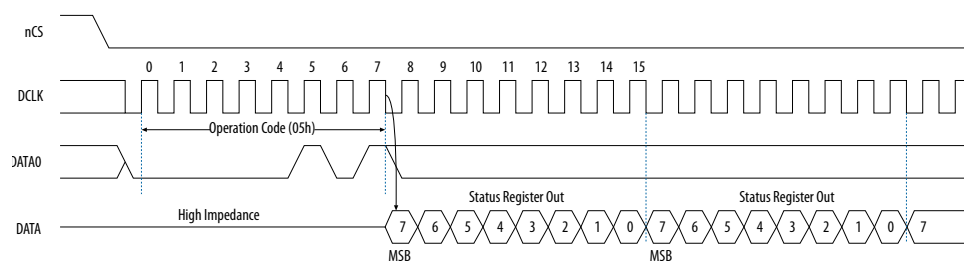 nCS
0 1 2 3 4 5 6 7 8 9 10 11 12 13 14 15
DCLK
Operation Code (05h)
DATA0
Status Register Out Status Register Out
High Impedance
DATA 7 6 5 4 3 2 1 0 7 6 5 4 3 2 1 0 7
MSB MSB